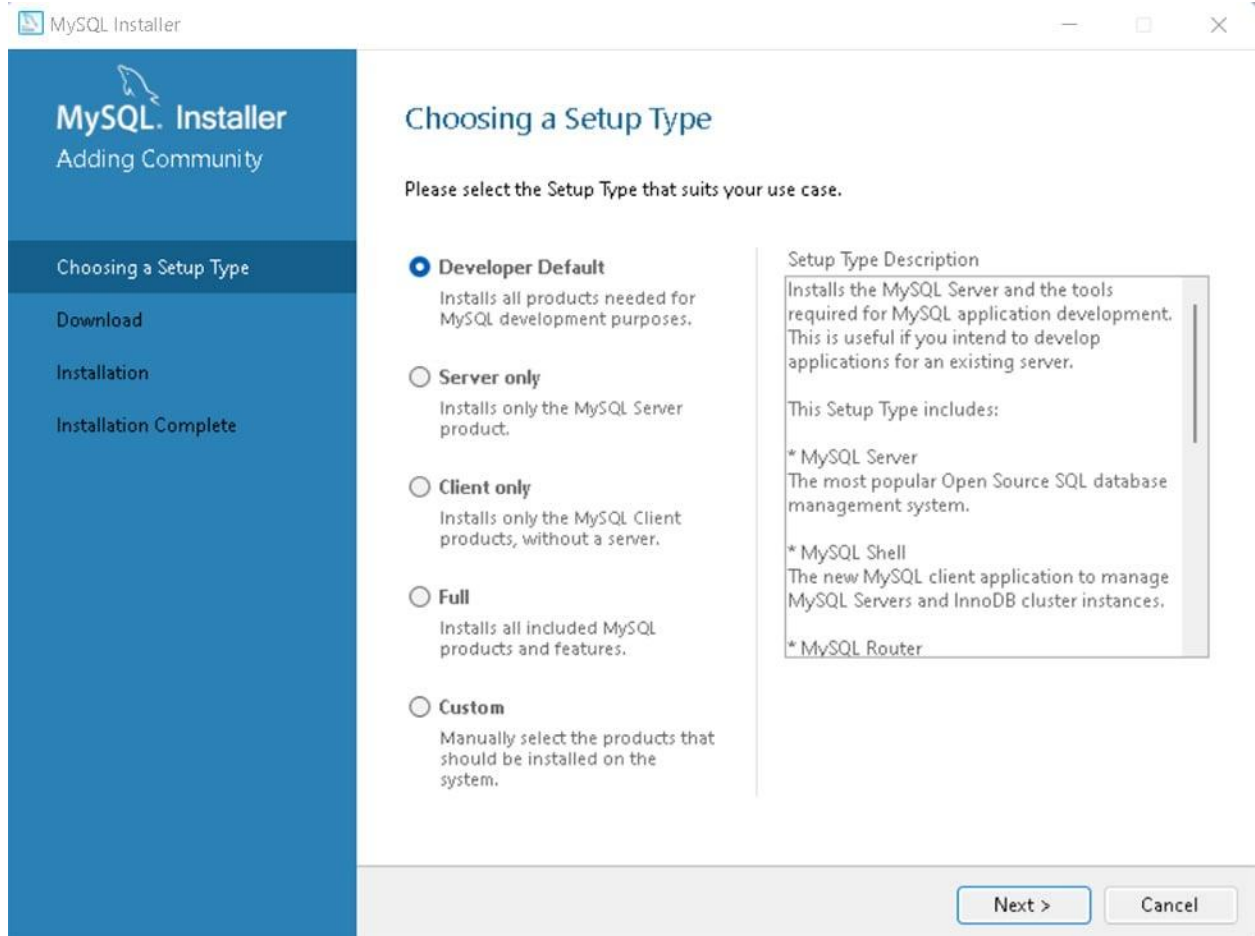 MySQL Installer
MySQL. Installer
Adding Community
Choosing a Setup Type
Download
Installation
Installation Complete
Choosing a Setup Type
Please select the Setup Type that suits your use case.
Developer Default
Installs all products needed for
MySQL development purposes.
Server only
Installs only the MySQL Server
product.
Client only
Installs only the MySQL Client
products, without a server.
Full
Installs all included MySQL
products and features.
Custom
Manually select the products that
should be installed on the
system.
Setup Type Description
Installs the MySQL Server and the tools
required for MySQL application development.
This is useful if you intend to develop
applications for an existing server.
This Setup Type includes:
* MySQL Server
The most popular Open Source SQL database
management system.
* MySQL Shell
The new MySQL client application to manage
MySQL Servers and InnoDB cluster instances.
* MySQL Router
Next >
Cancel